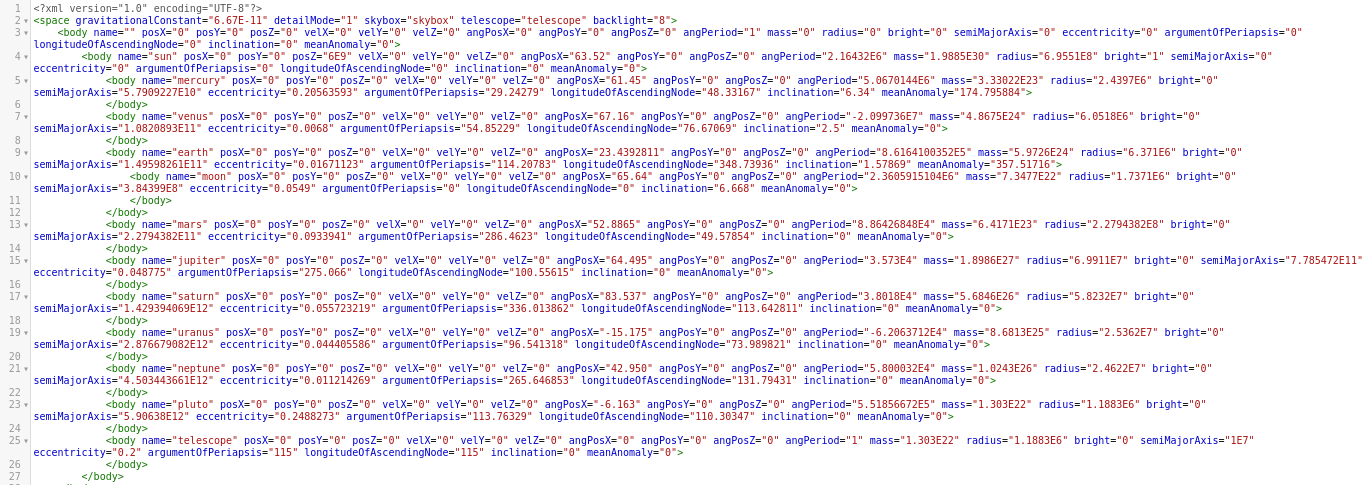 1 <?xml version="1.0" encoding="UTF-8"?>
2 <space gravitationalConstant="6.67E-11" detailMode="1" skybox="skybox" telescope="telescope" backlight="8">
3 <body name="" posX="0" posY="0" posZ="0" velX="0" velY="0" velZ="0" angPosX="0" angPosY="0" angPosZ="0" angPeriod="1" mass="0" radius="0" bright="0" semiMajorAxis="0" eccentricity="0" argumentOfPeriapsis="0"
longitudeOfAscendingNode="0" inclination="0" meanAnomaly="0">
4 <body name="sun" posX="0" posY="0" posZ="6E9" velX="0" velY="0" velZ="0" angPosX="63.52" angPosY="0" angPosZ="0" angPeriod="2.16432E6" mass="1.9885E30" radius="6.9551E8" bright="1" semiMajorAxis="0"
eccentricity="0" argumentOfPeriapsis="0" longitudeOfAscendingNode="0" inclination="0" meanAnomaly="0">
5 <body name="mercury" posX="0" posY="0" posZ="0" velX="0" velY="0" velZ="0" angPosX="61.45" angPosY="0" angPosZ="0" angPeriod="5.0670144E6" mass="3.33022E23" radius="2.4397E6" bright="0"
semiMajorAxis="5.7909227E10" eccentricity="0.20563593" argumentOfPeriapsis="29.24279" longitudeOfAscendingNode="48.33167" inclination="6.34" meanAnomaly="174.795884">
6 </body>
7 <body name="venus" posX="0" posY="0" posZ="0" velX="0" velY="0" velZ="0" angPosX="67.16" angPosY="0" angPosZ="0" angPeriod="-2.099736E7" mass="4.8675E24" radius="6.0518E6" bright="0"
semiMajorAxis="1.0820893E11" eccentricity="0.0068" argumentOfPeriapsis="54.85229" longitudeOfAscendingNode="76.67069" inclination="2.5" meanAnomaly="0">
8 </body>
9 <body name="earth" posX="0" posY="0" posZ="0" velX="0" velY="0" velZ="0" angPosX="23.4392811" angPosY="0" angPosZ="0" angPeriod="8.6164100352E5" mass="5.9726E24" radius="6.371E6" bright="0"
semiMajorAxis="1.49598261E11" eccentricity="0.01671123" argumentOfPeriapsis="114.20783" longitudeOfAscendingNode="348.73936" inclination="1.57869" meanAnomaly="357.51716">
10 <body name="moon" posX="0" posY="0" posZ="0" velX="0" velY="0" velZ="0" angPosX="65.64" angPosY="0" angPosZ="0" angPeriod="2.3605915104E6" mass="7.3477E22" radius="1.7371E6" bright="0"
semiMajorAxis="3.84399E8" eccentricity="0.0549" argumentOfPeriapsis="0" longitudeOfAscendingNode="0" inclination="6.668" meanAnomaly="0">
11 </body>
12 </body>
13 <body name="mars" posX="0" posY="0" posZ="0" velX="0" velY="0" velZ="0" angPosX="52.8865" angPosY="0" angPosZ="0" angPeriod="8.86426848E4" mass="6.4171E23" radius="2.2794382E8" bright="0"
semiMajorAxis="2.2794382E11" eccentricity="0.0933941" argumentOfPeriapsis="286.4623" longitudeOfAscendingNode="49.57854" inclination="0" meanAnomaly="0">
14 </body>
15 <body name="jupiter" posX="0" posY="0" posZ="0" velX="0" velY="0" velZ="0" angPosX="64.495" angPosY="0" angPosZ="0" angPeriod="3.573E4" mass="1.8986E27" radius="6.9911E7" bright="0" semiMajorAxis="7.785472E11"
eccentricity="0.048775" argumentOfPeriapsis="275.066" longitudeOfAscendingNode="100.55615" inclination="0" meanAnomaly="0">
16 </body>
17 <body name="saturn" posX="0" posY="0" posZ="0" velX="0" velY="0" velZ="0" angPosX="83.537" angPosY="0" angPosZ="0" angPeriod="3.8018E4" mass="5.6846E26" radius="5.8232E7" bright="0"
semiMajorAxis="1.429394069E12" eccentricity="0.055723219" argumentOfPeriapsis="336.013862" longitudeOfAscendingNode="113.642811" inclination="0" meanAnomaly="0">
18 </body>
19 <body name="uranus" posX="0" posY="0" posZ="0" velX="0" velY="0" velZ="0" angPosX="-15.175" angPosY="0" angPosZ="0" angPeriod="-6.2063712E4" mass="8.6813E25" radius="2.5362E7" bright="0"
semiMajorAxis="2.876679082E12" eccentricity="0.044405586" argumentOfPeriapsis="96.541318" longitudeOfAscendingNode="73.989821" inclination="0" meanAnomaly="0">
20 </body>
21 <body name="neptune" posX="0" posY="0" posZ="0" velX="0" velY="0" velZ="0" angPosX="42.950" angPosY="0" angPosZ="0" angPeriod="5.800032E4" mass="1.0243E26" radius="2.4622E7" bright="0"
semiMajorAxis="4.503443661E12" eccentricity="0.011214269" argumentOfPeriapsis="265.646853" longitudeOfAscendingNode="131.79431" inclination="0" meanAnomaly="0">
22 </body>
23 <body name="pluto" posX="0" posY="0" posZ="0" velX="0" velY="0" velZ="0" angPosX="-6.163" angPosY="0" angPosZ="0" angPeriod="5.51856672E5" mass="1.303E22" radius="1.1883E6" bright="0"
semiMajorAxis="5.90638E12" eccentricity="0.2488273" argumentOfPeriapsis="113.76329" longitudeOfAscendingNode="110.30347" inclination="0" meanAnomaly="0">
24 </body>
25 <body name="telescope" posX="0" posY="0" posZ="0" velX="0" velY="0" velZ="0" angPosX="0" angPosY="0" angPosZ="0" angPeriod="1" mass="1.303E22" radius="1.1883E6" bright="0" semiMajorAxis="1E7"
eccentricity="0.2" argumentOfPeriapsis="115" longitudeOfAscendingNode="115" inclination="0" meanAnomaly="0">
26 </body>
27 </body>